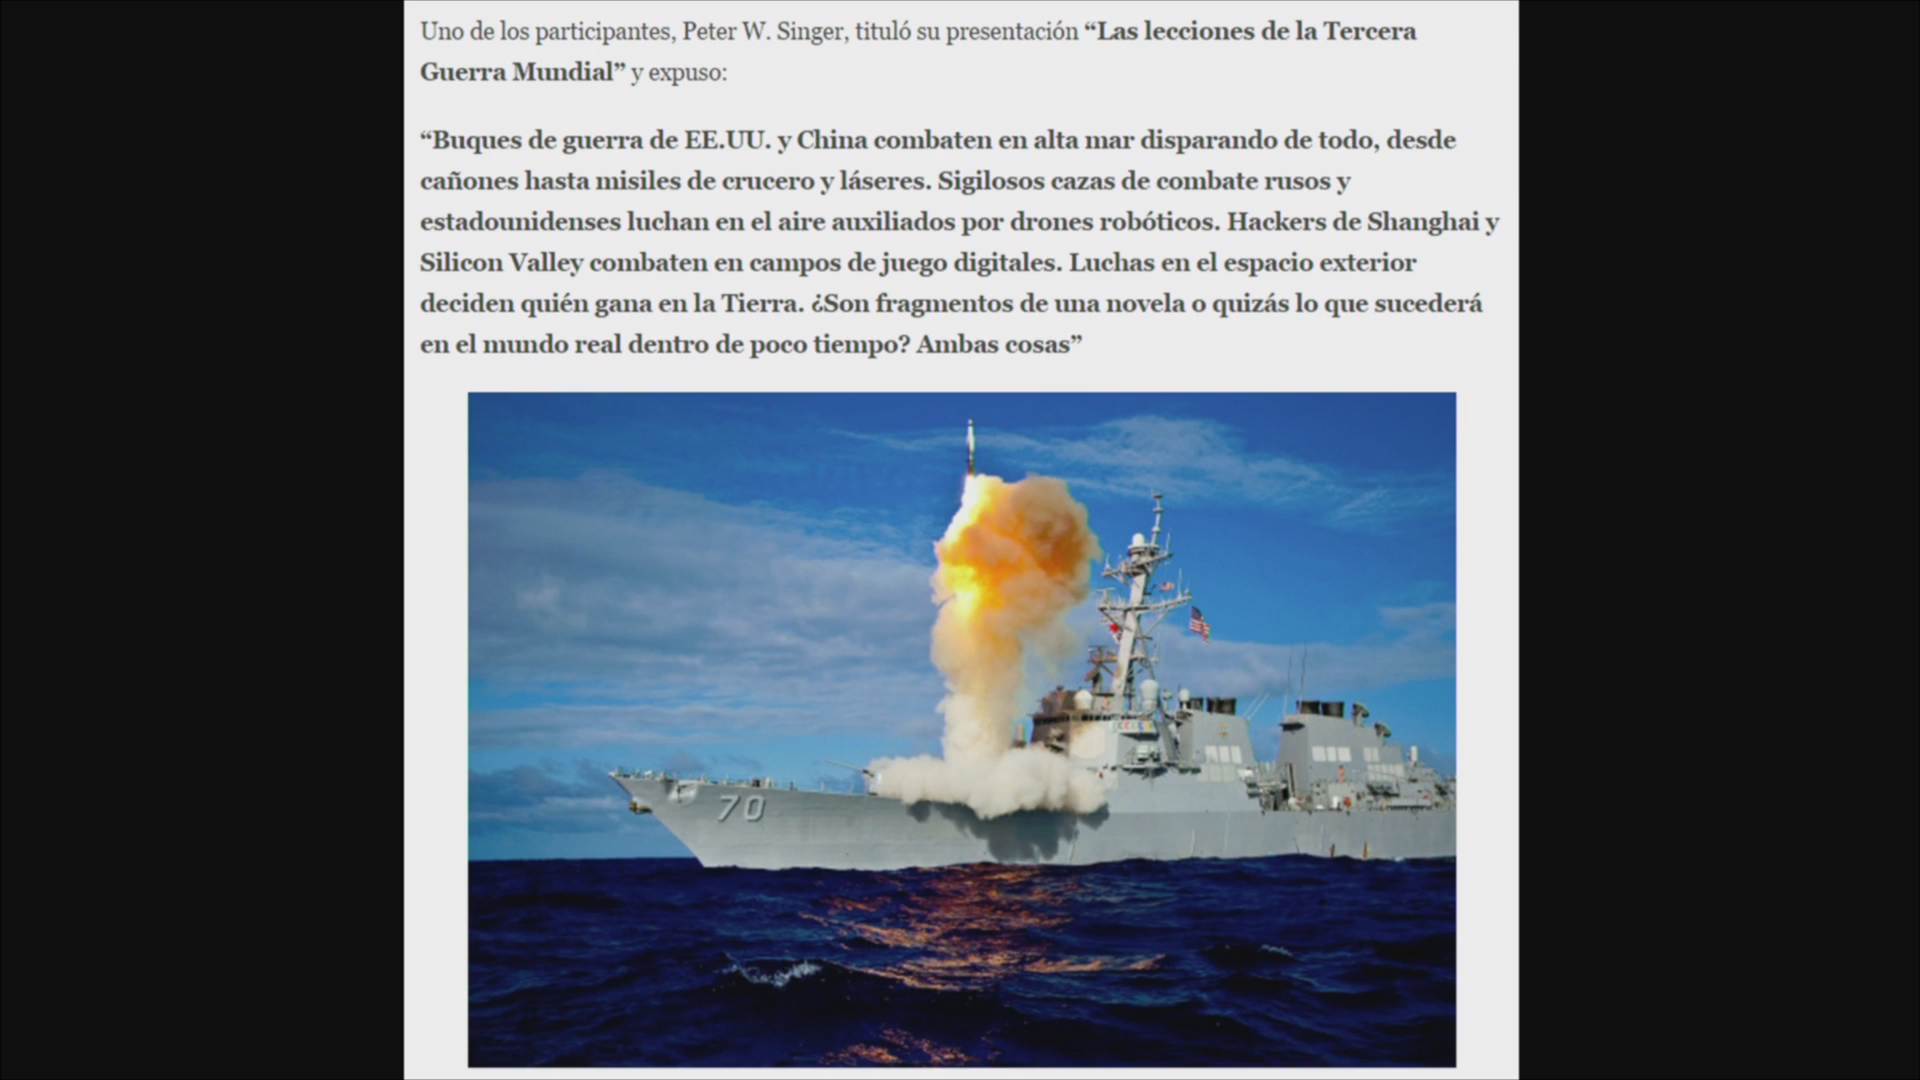 Uno de los participantes, Peter W. Singer, tituló su presentación “Las lecciones de la Tercera
Guerra Mundial” y expuso:
“Buques de guerra de EE.UU. y China combaten en alta mar disparando de todo, desde
cañones hasta misiles de crucero y láseres. Sigilosos cazas de combate rusos y
estadounidenses luchan en el aire auxiliados por drones robóticos. Hackers de Shanghai y
Silicon Valley combaten en campos de juego digitales. Luchas en el espacio exterior
deciden quién gana en la Tierra. ¿Son fragmentos de una novela o quizás lo que sucederá
en el mundo real dentro de poco tiempo? Ambas cosas”
70